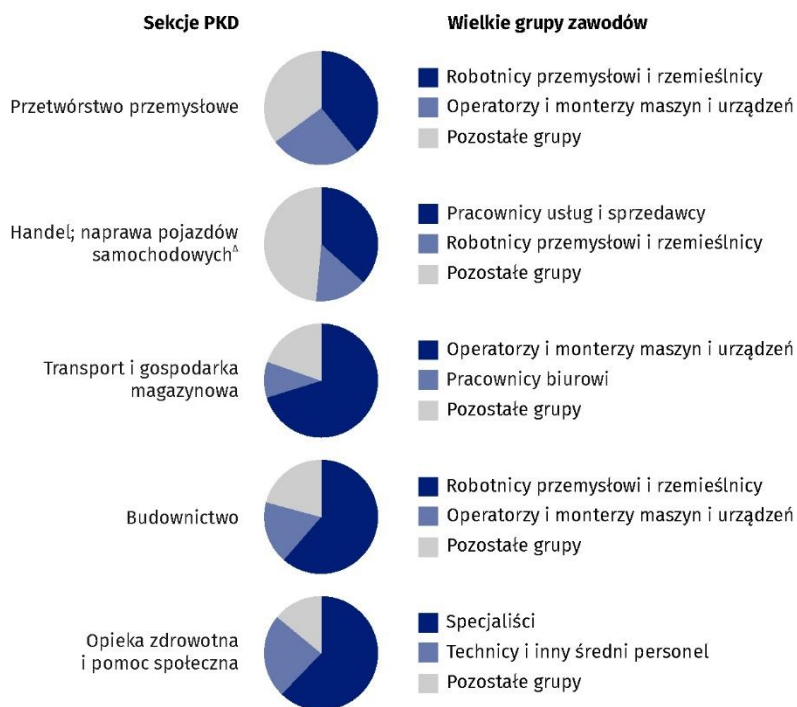 Sekcje PKD
Wielkie grupy zawodów
Przetwórstwo przemysłowe
Robotnicy przemysłowi i rzemieślnicy
Operatorzy i monterzy maszyn i urządzeń
Pozostałe grupy
Handel; naprawa pojazdów
samochodowych^Δ
Pracownicy usług i sprzedawcy
Robotnicy przemysłowi i rzemieślnicy
Pozostałe grupy
Transport i gospodarka
magazynowa
Operatorzy i monterzy maszyn i urządzeń
Pracownicy biurowi
Pozostałe grupy
Budownictwo
Robotnicy przemysłowi i rzemieślnicy
Operatorzy i monterzy maszyn i urządzeń
Pozostałe grupy
Opieka zdrowotna
i pomoc społeczna
Specjaliści
Technicy i inny średni personel
Pozostałe grupy